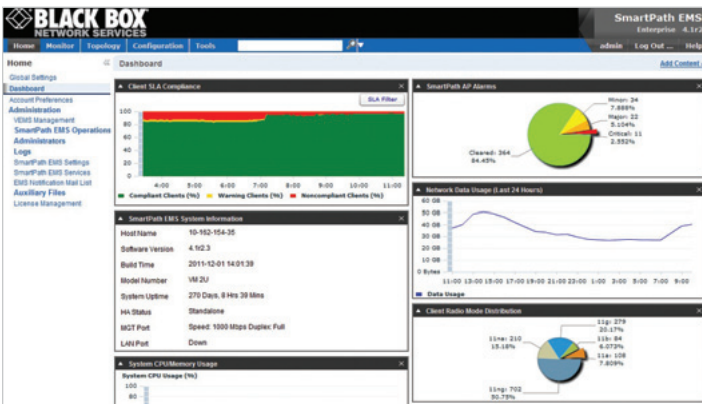 BLACK BOX
NETWORK SERVICES
SmartPath EMS
Enterprise 4.1r2
Home Monitor Topology Configuration Tools
admin Log Out ... Help
Home
Global Settings
Dashboard
Account Preferences
Administration
VEMS Management
SmartPath EMS Operations
Administrators
Logs
SmartPath EMS Settings
SmartPath EMS Services
EMS Notification Mail List
Auxiliary Files
License Management
Dashboard
Add Content
Client SLA Compliance
SLA Filter
100
80
60
40
20
0
4:00 5:00 6:00 7:00 8:00 9:00 10:00 11:00
Compliant Clients (%) Warning Clients (%) Noncompliant Clients (%)
SmartPath EMS System Information
Host Name 10-162-154-35
Software Version 4.1r2.3
Build Time 2011-12-01 14:01:39
Model Number VM 2U
System Uptime 270 Days, 8 Hrs 39 Mins
HA Status Standalone
MGT Port Speed: 1000 Mbps Duplex: Full
LAN Port Down
System CPU/Memory Usage
System CPU Usage (%)
100
80
SmartPath AP Alarms
Minor: 34
7.888%
Major: 22
5.104%
Critical: 11
2.552%
Cleared: 364
84.45%
Network Data Usage (Last 24 Hours)
60 GB
50 GB
40 GB
30 GB
20 GB
10 GB
0 Bytes
11:00 13:00 15:00 17:00 19:00 21:00 23:00 1:00 3:00 5:00 7:00 9:00
Data Usage
Client Radio Mode Distribution
11g: 279
20.17%
11b: 84
6.073%
11a: 108
7.809%
11na: 210
15.18%
11ng: 702
50.75%